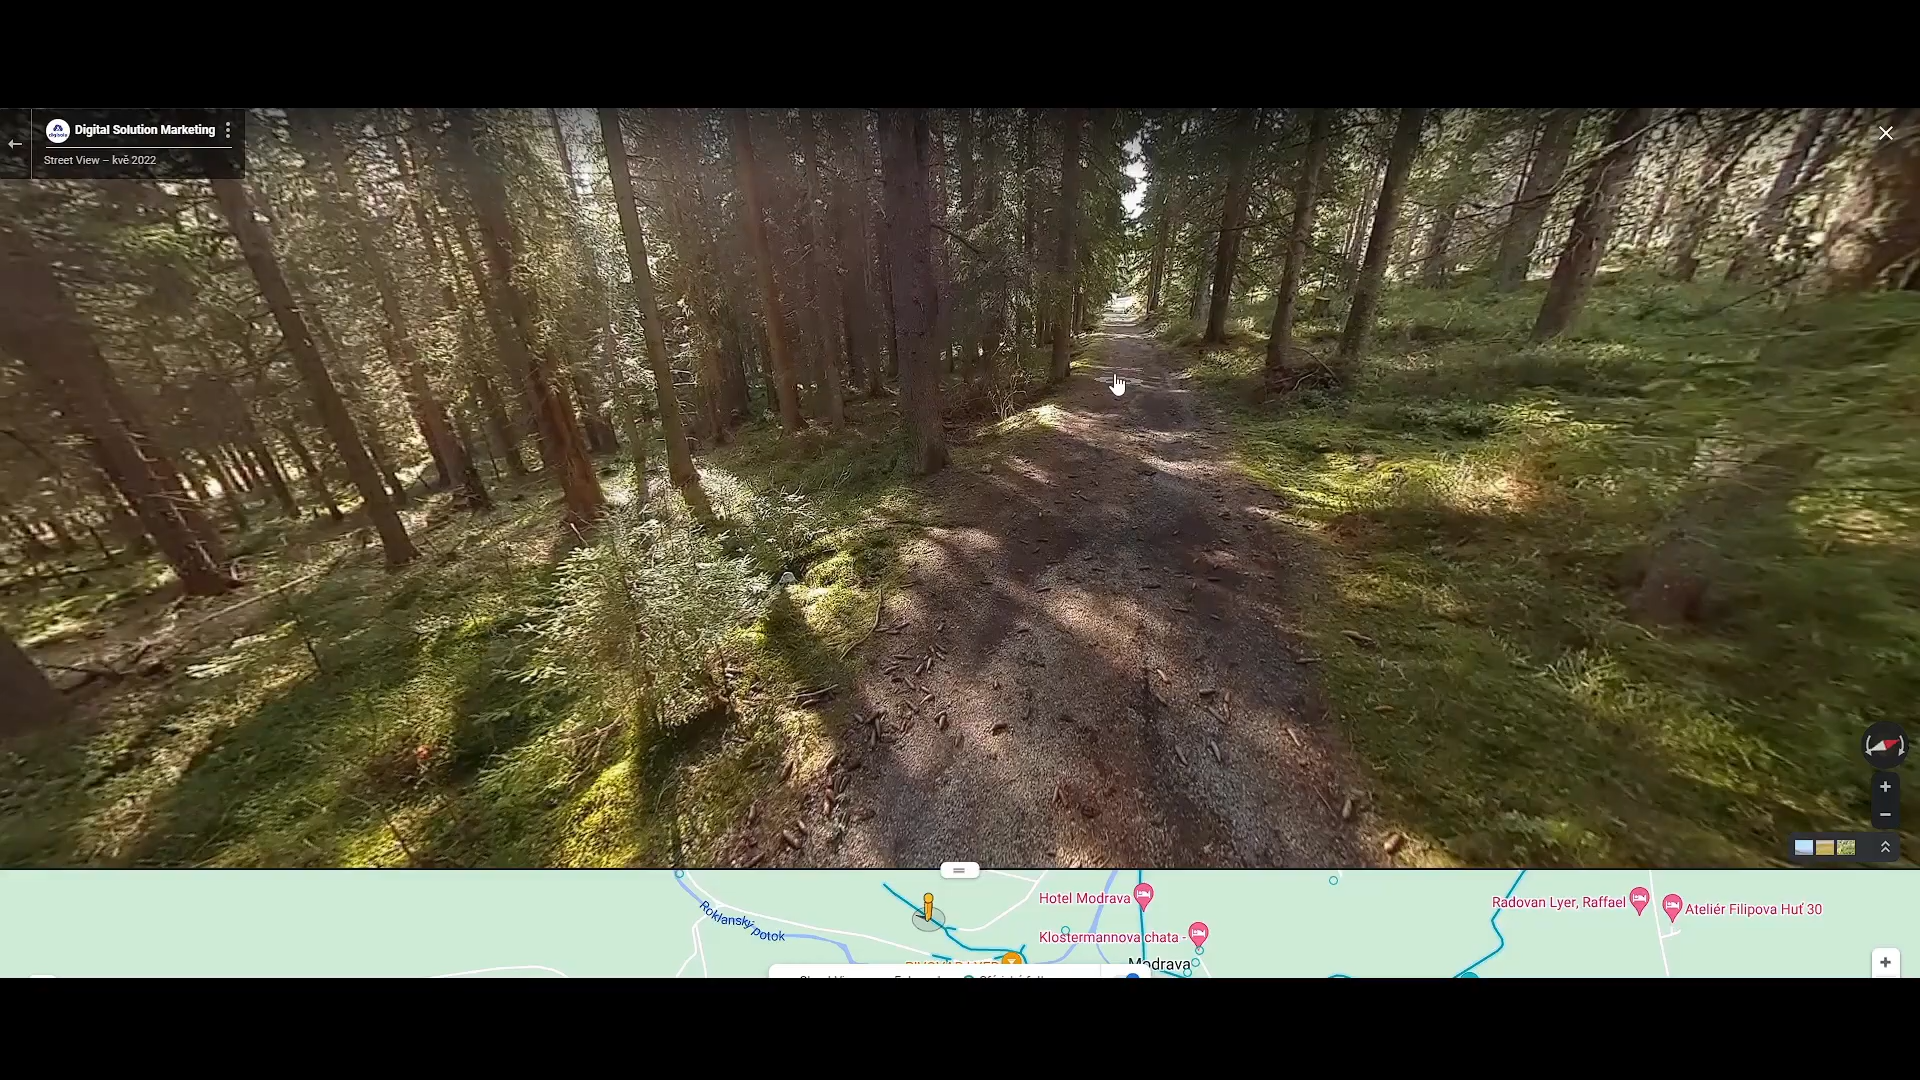 Digital Solution Marketing
Street View – kvě 2022
Hotel Modrava
Radovan Lyer, Raffael
Ateliér Filipova Huť 30
Roklanský potok
Klostermannova chata -
Modrava